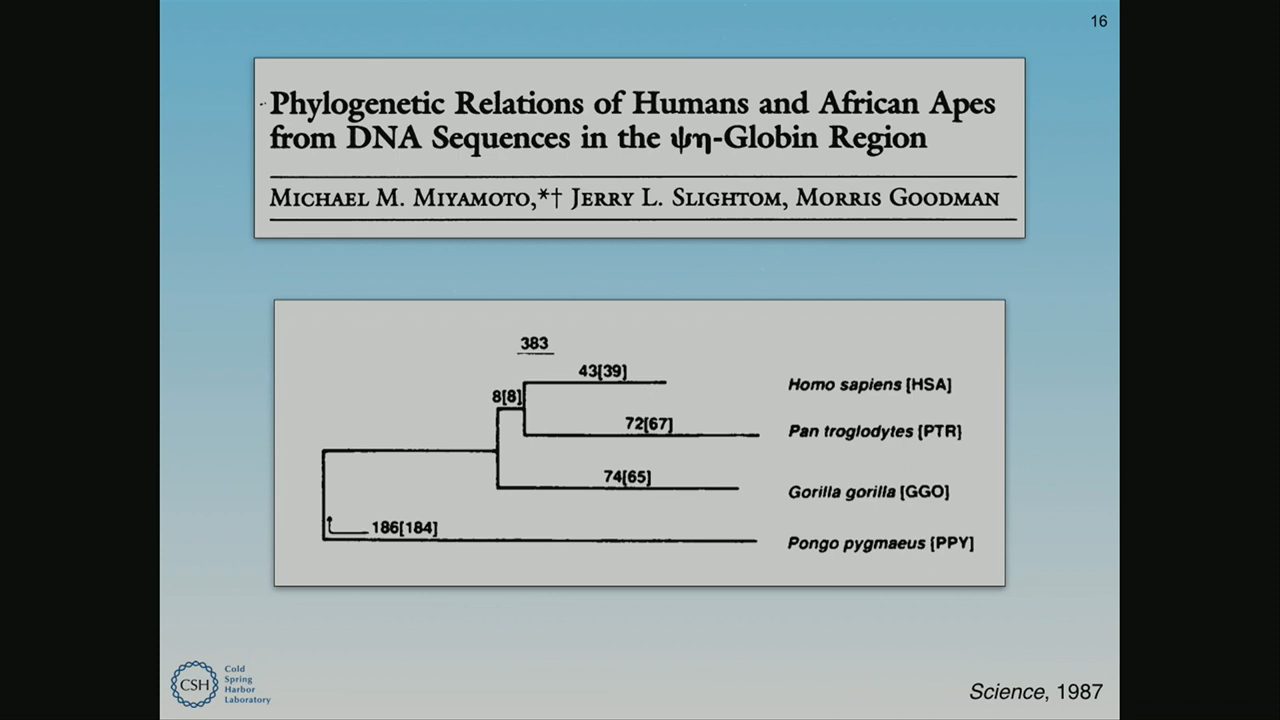 16
Phylogenetic Relations of Humans and African Apes
from DNA Sequences in the ψη-Globin Region
MICHAEL M. MIYAMOTO,*† JERRY L. SLIGHTOM, MORRIS GOODMAN
383
43[39]
Homo sapiens [HSA]
8[8]
72[67]
Pan troglodytes [PTR]
74[65]
Gorilla gorilla [GGO]
186[184]
Pongo pygmaeus [PPY]
CSH
Cold
Spring
Harbor
Laboratory
Science, 1987